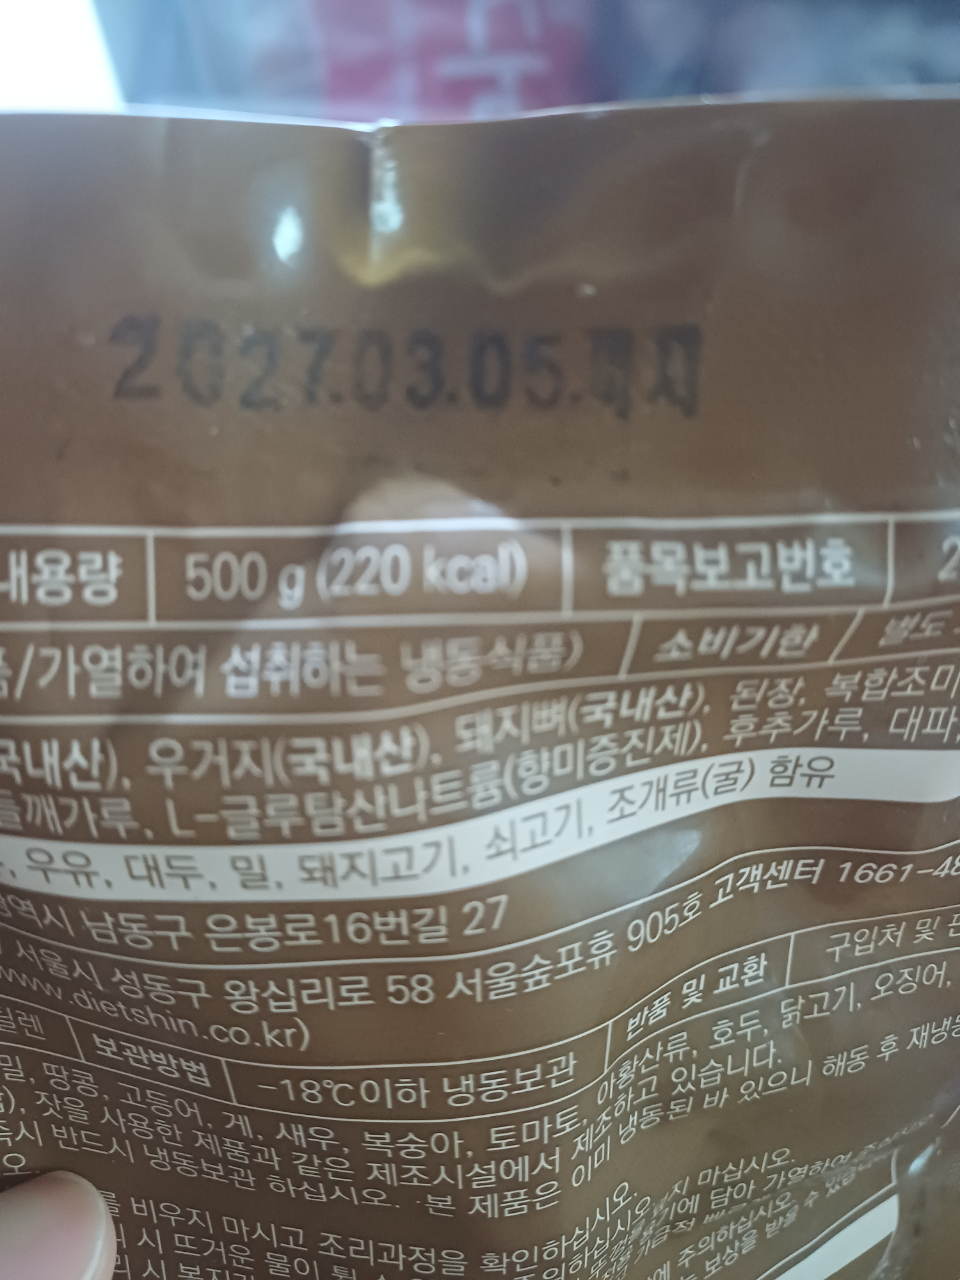 2027.03.05.까지
내용량 500 g (220 kcal) 품목보고번호 2
/가열하여 섭취하는 냉동식품) / 소비기한 / 별도
국내산), 우거지(국내산), 돼지뼈(국내산), 된장, 복합조미
들깨가루, L-글루탐산나트륨(향미증진제), 후추가루, 대파,
우유, 대두, 밀, 돼지고기, 쇠고기, 조개류(굴) 함유
남동구 은봉로16번길 27
서울시 성동구 왕십리로 58 서울숲포휴 905호 고객센터 1661-48
www.dietshin.co.kr)
반품 및 교환 구입처 및
보관방법 -18℃이하 냉동보관
밀, 땅콩, 고등어, 게, 새우, 복숭아, 토마토, 아황산류, 호두, 닭고기, 오징어,
잣을 사용한 제품과 같은 제조시설에서 제조하고 있습니다.
즉시 반드시 냉동보관 하십시오. ·본 제품은 이미 냉동된 바 있으니 해동 후 재냉동
비우지 마시고 조리과정을 확인하십시오.
시 뜨거운 물이